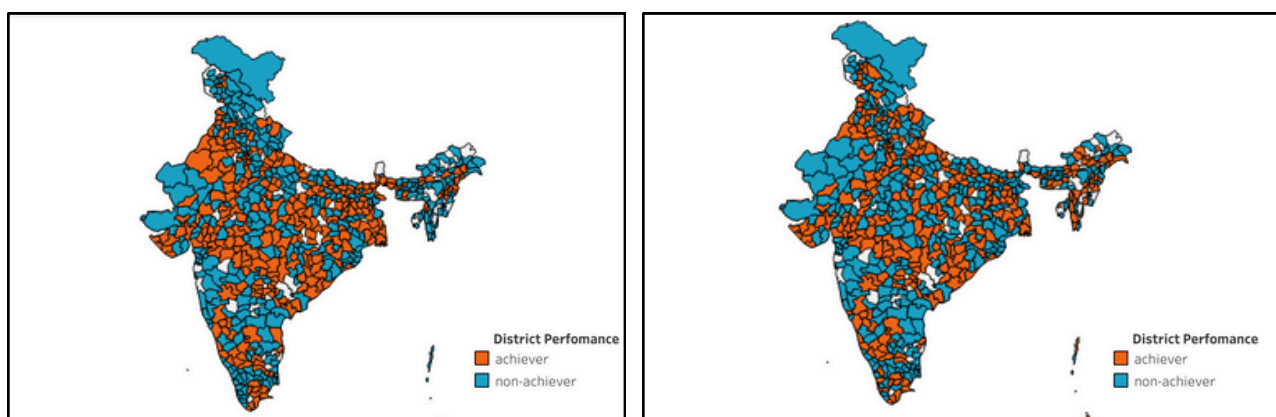 District Perfomance
achiever
non-achiever
District Perfomance
achiever
non-achiever